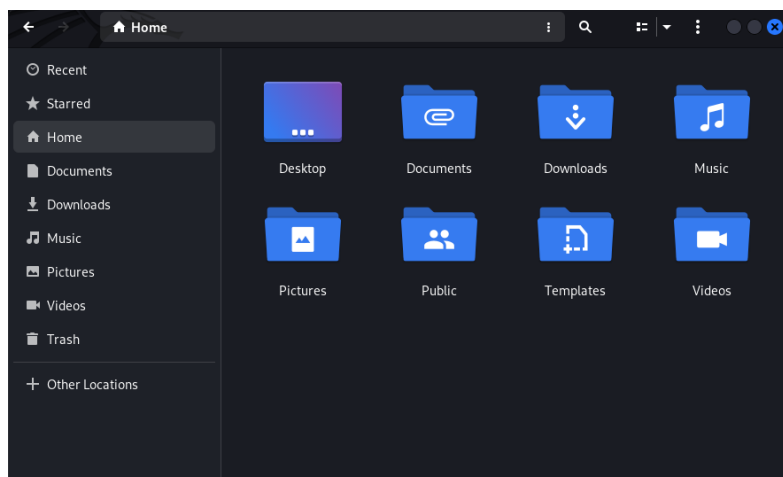 Home
Recent
Starred
Home
Documents
Downloads
Music
Pictures
Videos
Trash
Other Locations
Desktop Documents Downloads Music
Pictures Public Templates Videos